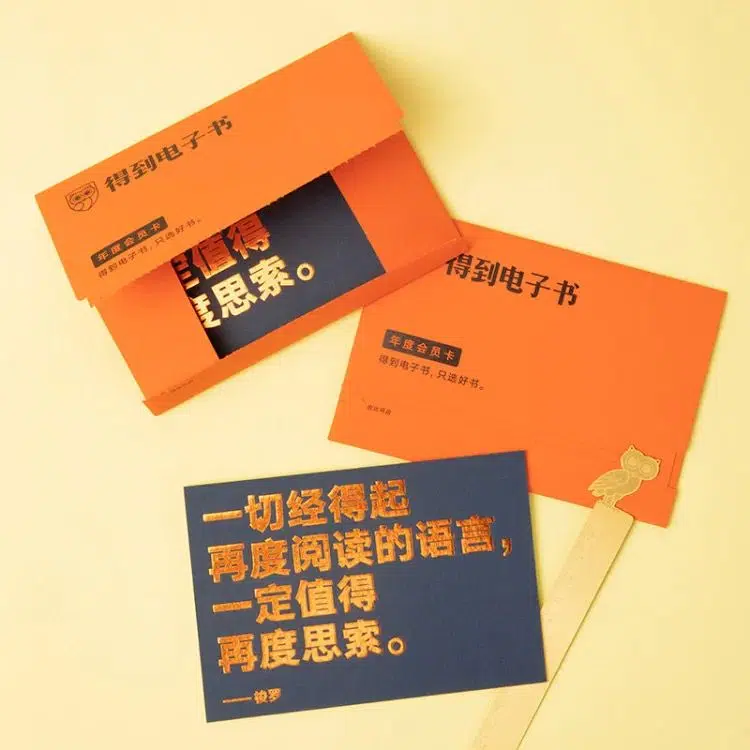 得到电子书
年度会员卡
得到电子书，只选好书。
定值得
度思索。
得到电子书
年度会员卡
得到电子书，只选好书。
一切经得起
再度阅读的语言，
一定值得
再度思索。
——梭罗